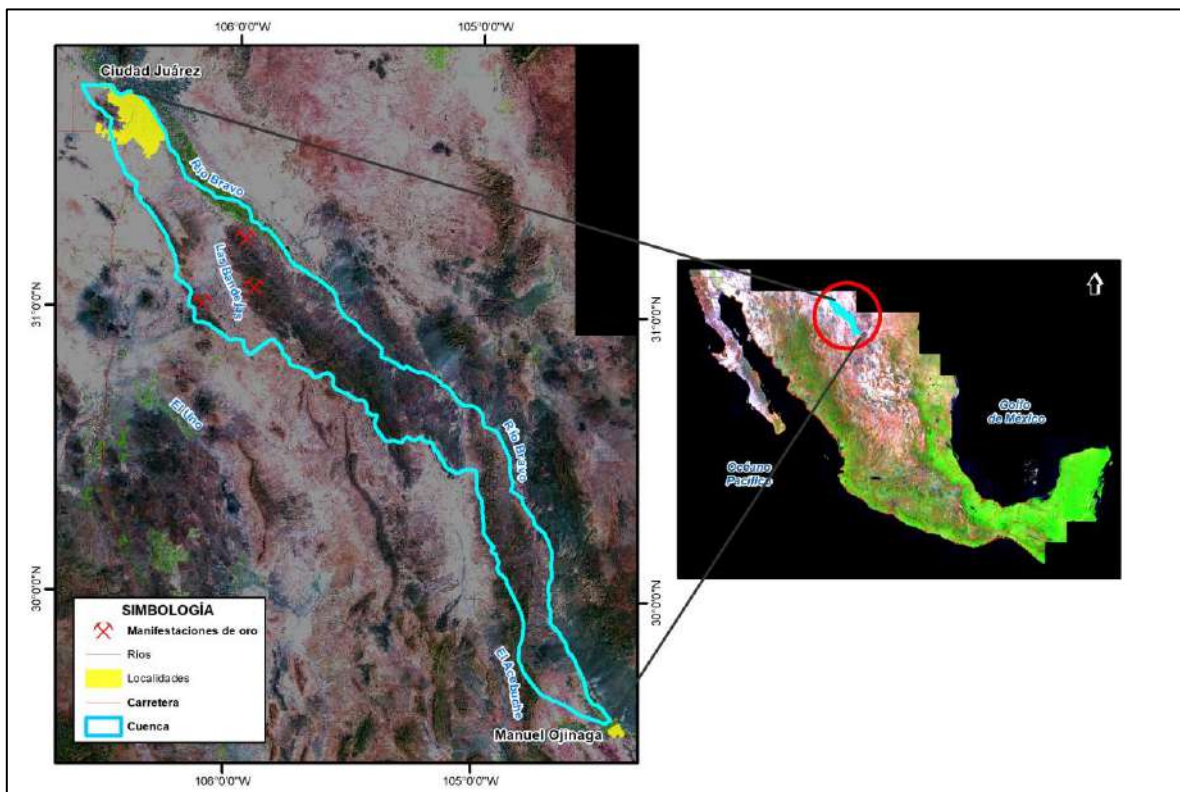 106°0'0"W
105°0'0"W
Ciudad Juárez
Río Bravo
Las Banderas
31°0'0"N
31°0'0"N
El Uno
Río Bravo
30°0'0"N
30°0'0"N
El Acebuche
Manuel Ojinaga
SIMBOLOGÍA
Manifestaciones de oro
Ríos
Localidades
Carretera
Cuenca
106°0'0"W
105°0'0"W
Golfo
de México
Océano
Pacífico